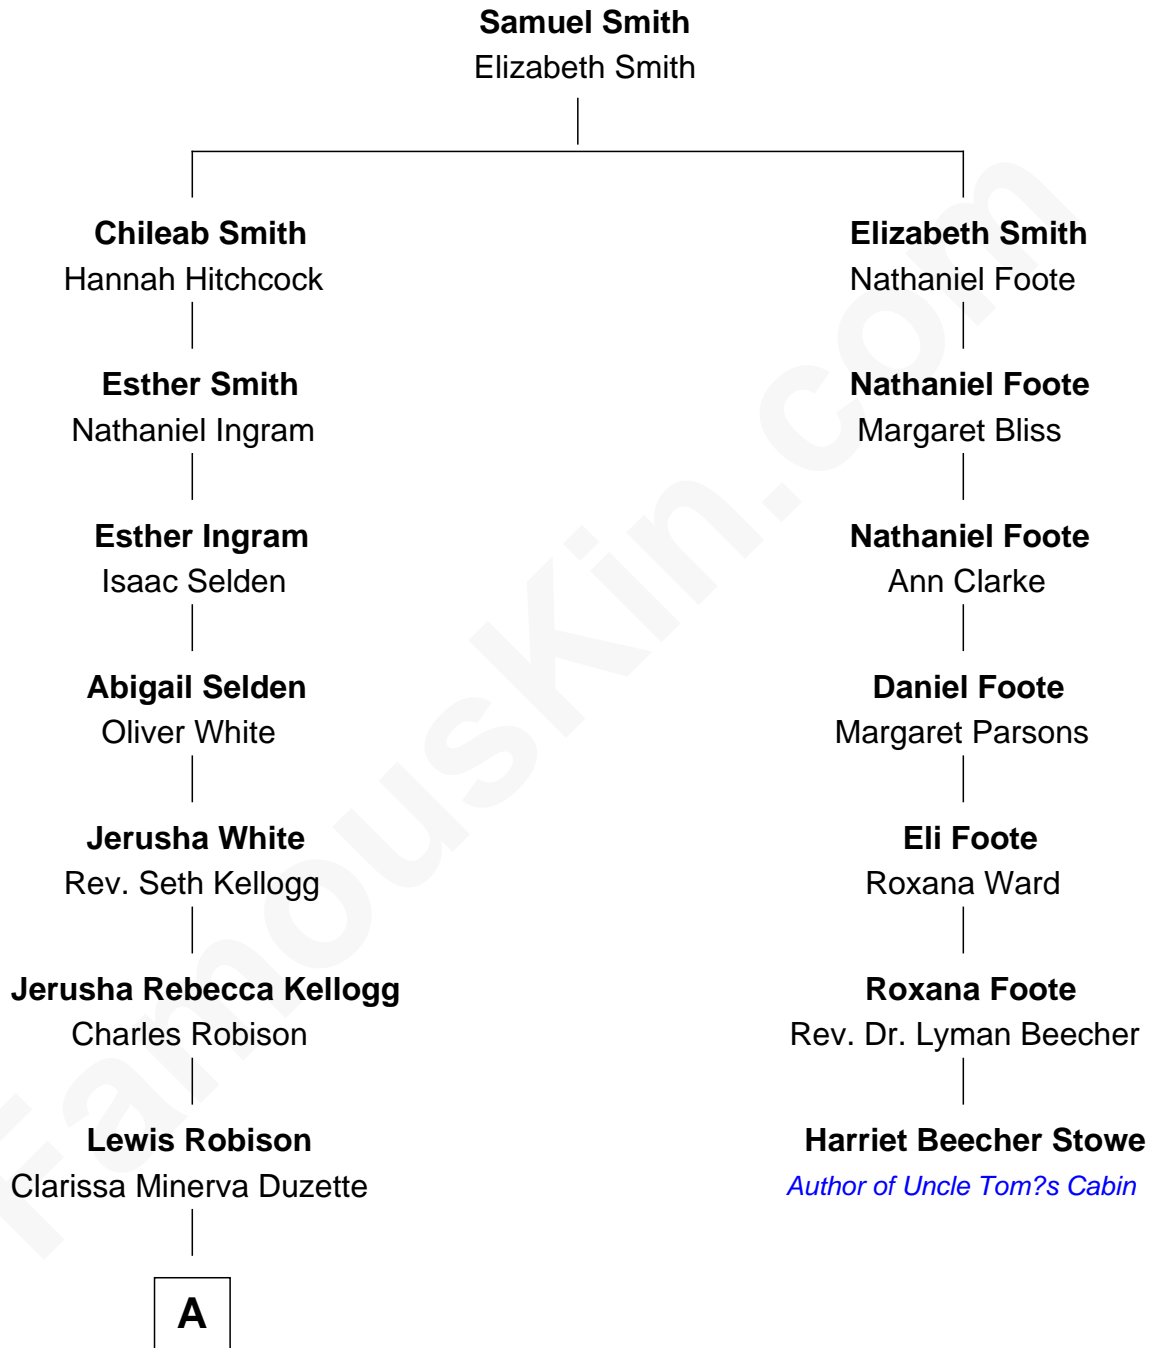 Samuel Smith
Elizabeth Smith
Chileab Smith
Hannah Hitchcock
Elizabeth Smith
Nathaniel Foote
Esther Smith
Nathaniel Ingram
Nathaniel Foote
Margaret Bliss
Esther Ingram
Isaac Selden
Nathaniel Foote
Ann Clarke
Abigail Selden
Oliver White
Daniel Foote
Margaret Parsons
Jerusha White
Rev. Seth Kellogg
Eli Foote
Roxana Ward
Jerusha Rebecca Kellogg
Charles Robison
Roxana Foote
Rev. Dr. Lyman Beecher
Lewis Robison
Clarissa Minerva Duzette
Harriet Beecher Stowe
Author of Uncle Tom?s Cabin
A
FamousKin.com